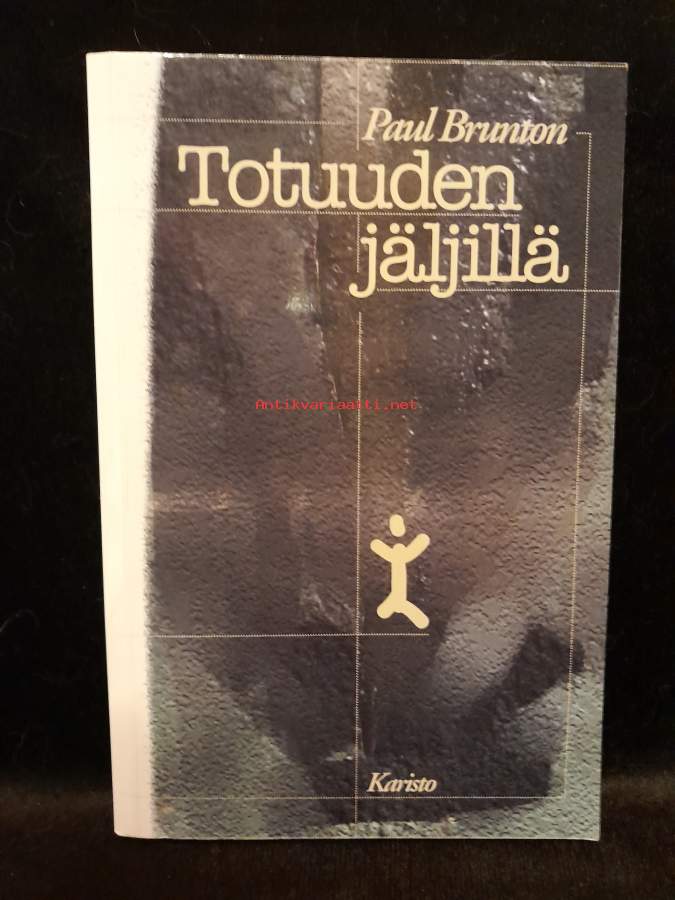 Paul Brunton
Totuuden
jäljillä
Antikvariaatti.net
Karisto